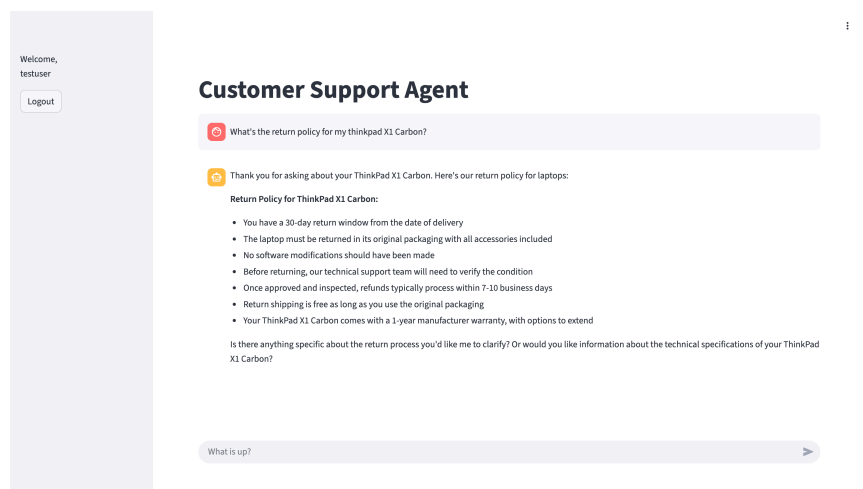 Welcome,
testuser
Logout
Customer Support Agent
What's the return policy for my thinkpad X1 Carbon?
Thank you for asking about your ThinkPad X1 Carbon. Here's our return policy for laptops:
Return Policy for ThinkPad X1 Carbon:
You have a 30-day return window from the date of delivery
The laptop must be returned in its original packaging with all accessories included
No software modifications should have been made
Before returning, our technical support team will need to verify the condition
Once approved and inspected, refunds typically process within 7-10 business days
Return shipping is free as long as you use the original packaging
Your ThinkPad X1 Carbon comes with a 1-year manufacturer warranty, with options to extend
Is there anything specific about the return process you'd like me to clarify? Or would you like information about the technical specifications of your ThinkPad
X1 Carbon?
What is up?